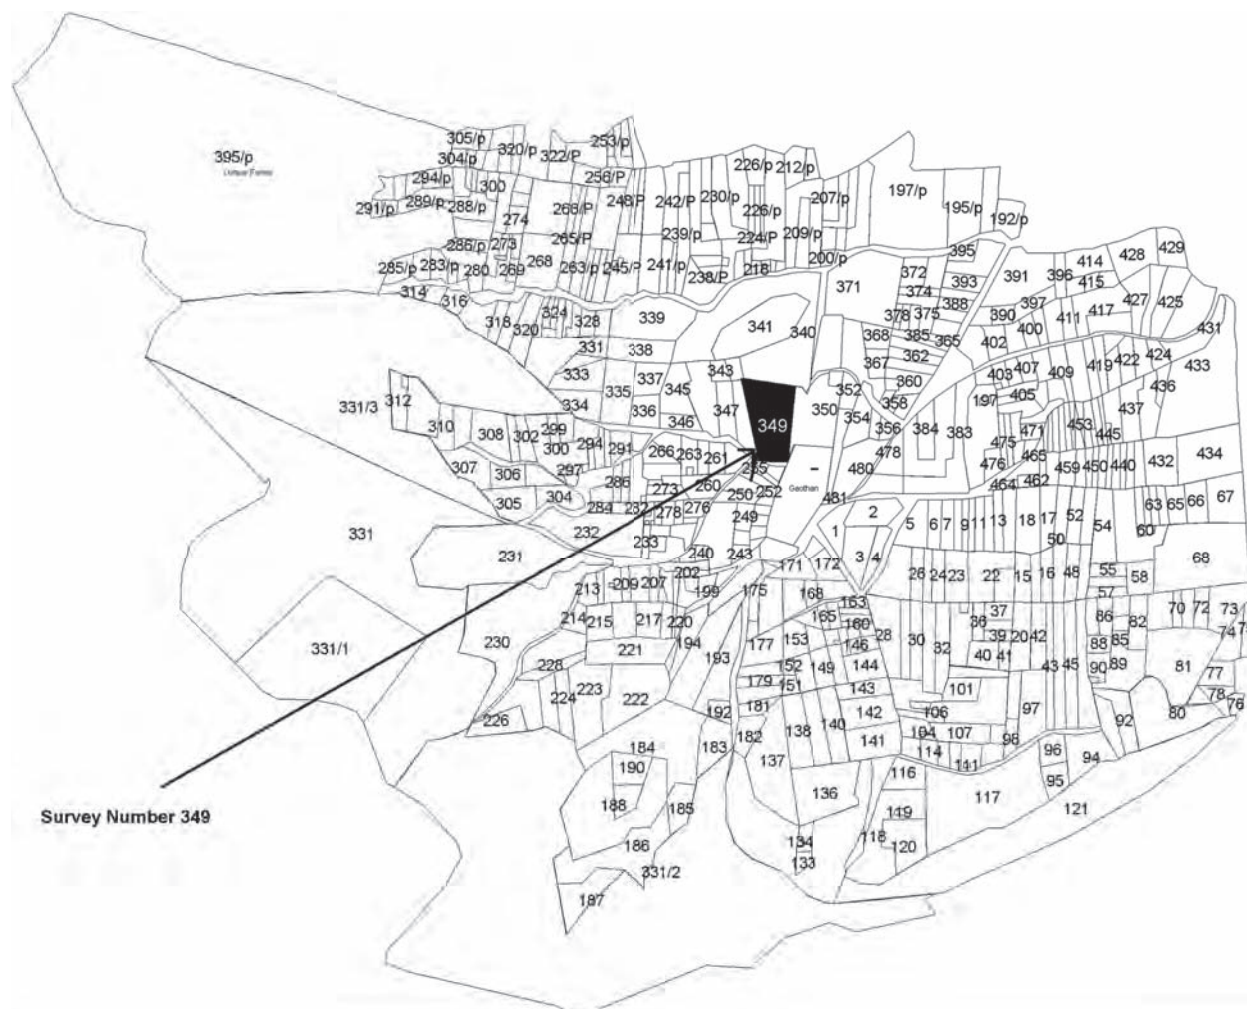 305/p 320/P 322/P 253/p
304/p 226/p 212/P
395/p
294/p 300 256/P 197/p
289/p 288/p 248/P 242/P 230/p 207/p
291/p 274 266/P 226/p 195/p 192/p
239/p 224/P 209/p
286/p 273 265/P 200/p 395 428 429
285/p 283/p 280 269 268 263/p 245/P 241/p 238/P 218 372 393 391 396 414 415
314 316 371 374 388 397 427 425
318 320 324 328 339 341 340 378 375 390 411 417
331 338 368 385 365 402 400 431
333 343 367 362 403 407 409 419 422 424 433
335 337 345 352 360 197 405 436
331/3 312 334 336 347 350 354 358 437
310 346 349 356 384 383 471 453 445
308 302 299 300 294 291 266 263 261 478 475 465
307 306 297 286 273 260 255 480 476 462 459 450 440 432 434
305 304 284 232 278 276 250 252 Gaothan 481 464
331 232 233 249 1 2 5 6 7 9 11 13 18 17 50 52 54 63 65 66 67 60
231 240 243 171 172 3 4 68
213 209 207 202 199 175 168 163 26 24 23 22 15 16 48 55 58 57
214 215 217 220 165 160 28 30 36 37 86 82 70 72 73 74
331/1 230 221 194 193 177 153 146 32 39 20 42 88 85
228 152 149 144 40 41 43 45 90 89 81 77
224 223 222 179 151 143 101 97 78 76
226 192 181 142 106 92 80
184 183 182 138 140 141 104 107 98
190 137 114 111 96 94
188 185 136 116 117 95 121
Survey Number 349
186 134 118 119
331/2 133 120
187